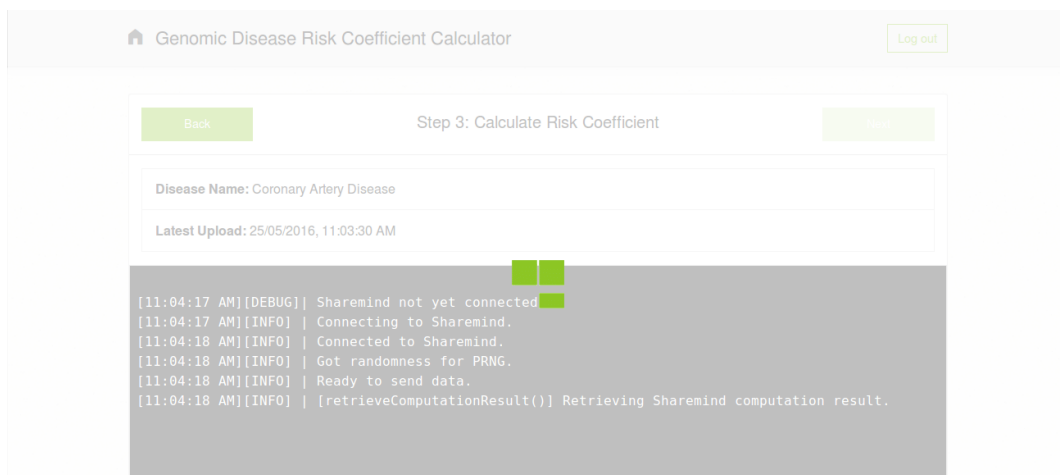 Genomic Disease Risk Coefficient Calculator
Log out
Back
Step 3: Calculate Risk Coefficient
Disease Name: Coronary Artery Disease
Latest Upload: 25/05/2016, 11:03:30 AM
[11:04:17 AM][DEBUG]| Sharemind not yet connected
[11:04:17 AM][INFO] | Connecting to Sharemind.
[11:04:18 AM][INFO] | Connected to Sharemind.
[11:04:18 AM][INFO] | Got randomness for PRNG.
[11:04:18 AM][INFO] | Ready to send data.
[11:04:18 AM][INFO] | [retrieveComputationResult()] Retrieving Sharemind computation result.